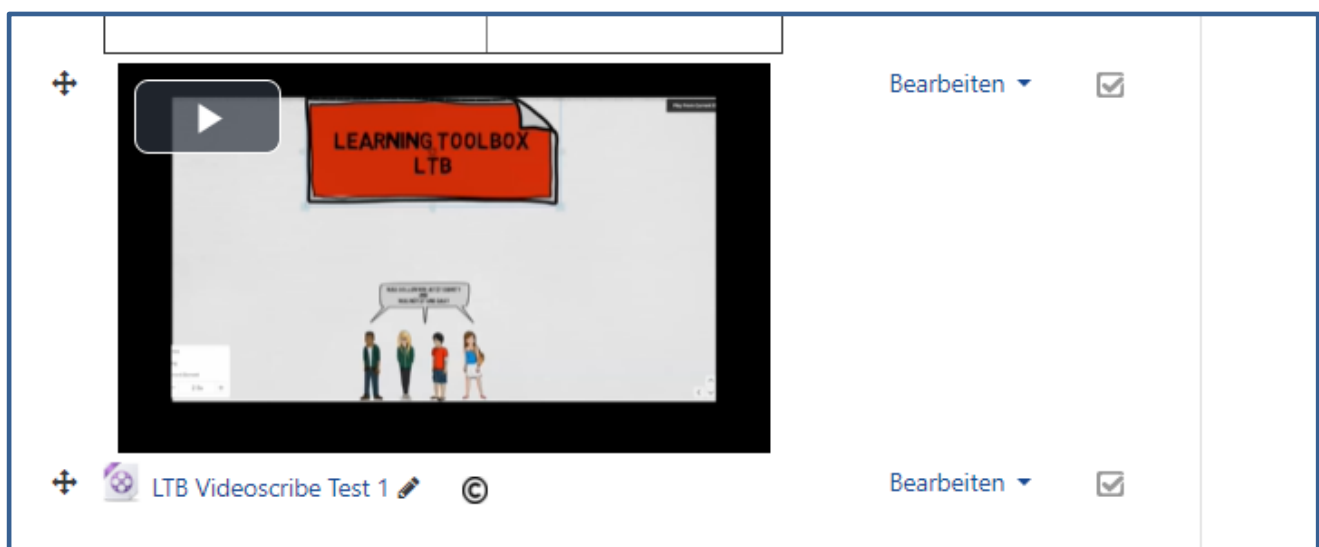 Bearbeiten
LEARNING TOOLBOX
LTB
LTB Videoscribe Test 1 ©
Bearbeiten